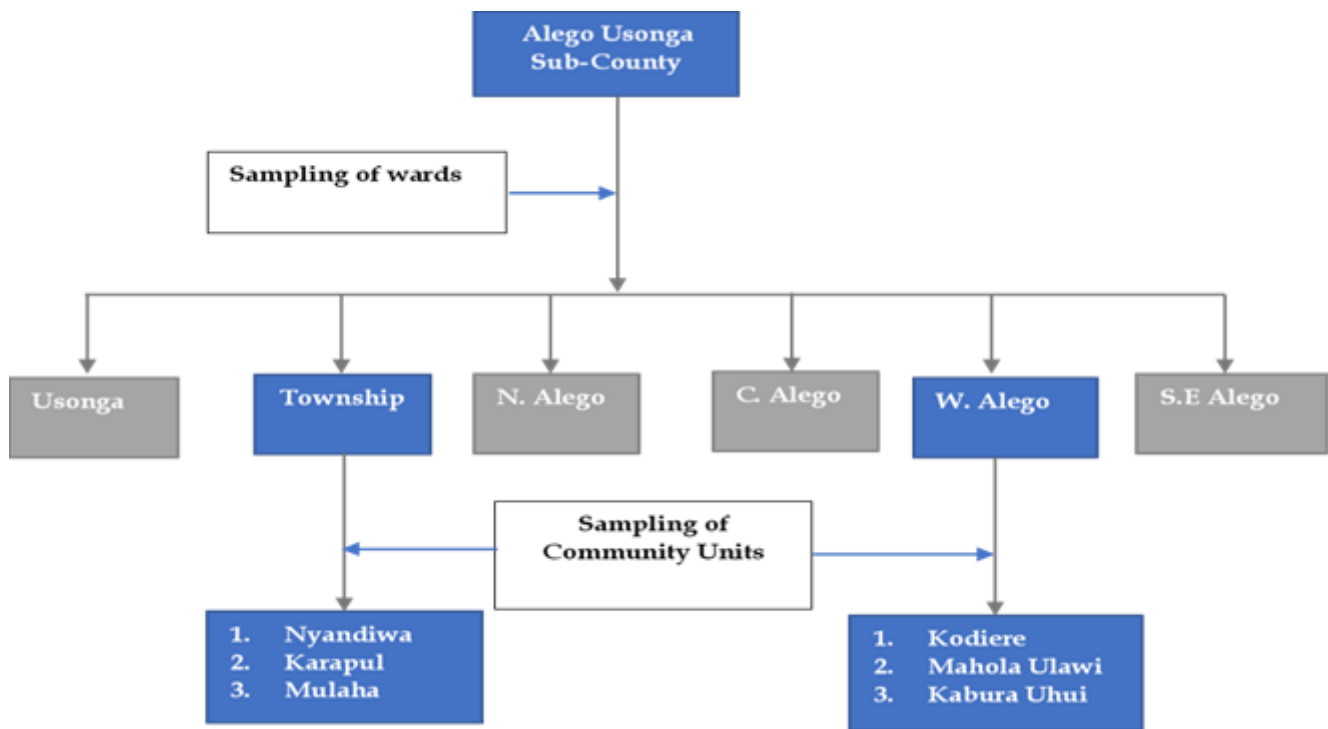 Alego Usonga
Sub-County
Sampling of wards
Usonga
Township
N. Alego
C. Alego
W. Alego
S.E Alego
Sampling of
Community Units
1. Nyandiwa
2. Karapul
3. Mulaha
1. Kodiere
2. Mahola Ulawi
3. Kabura Uhui